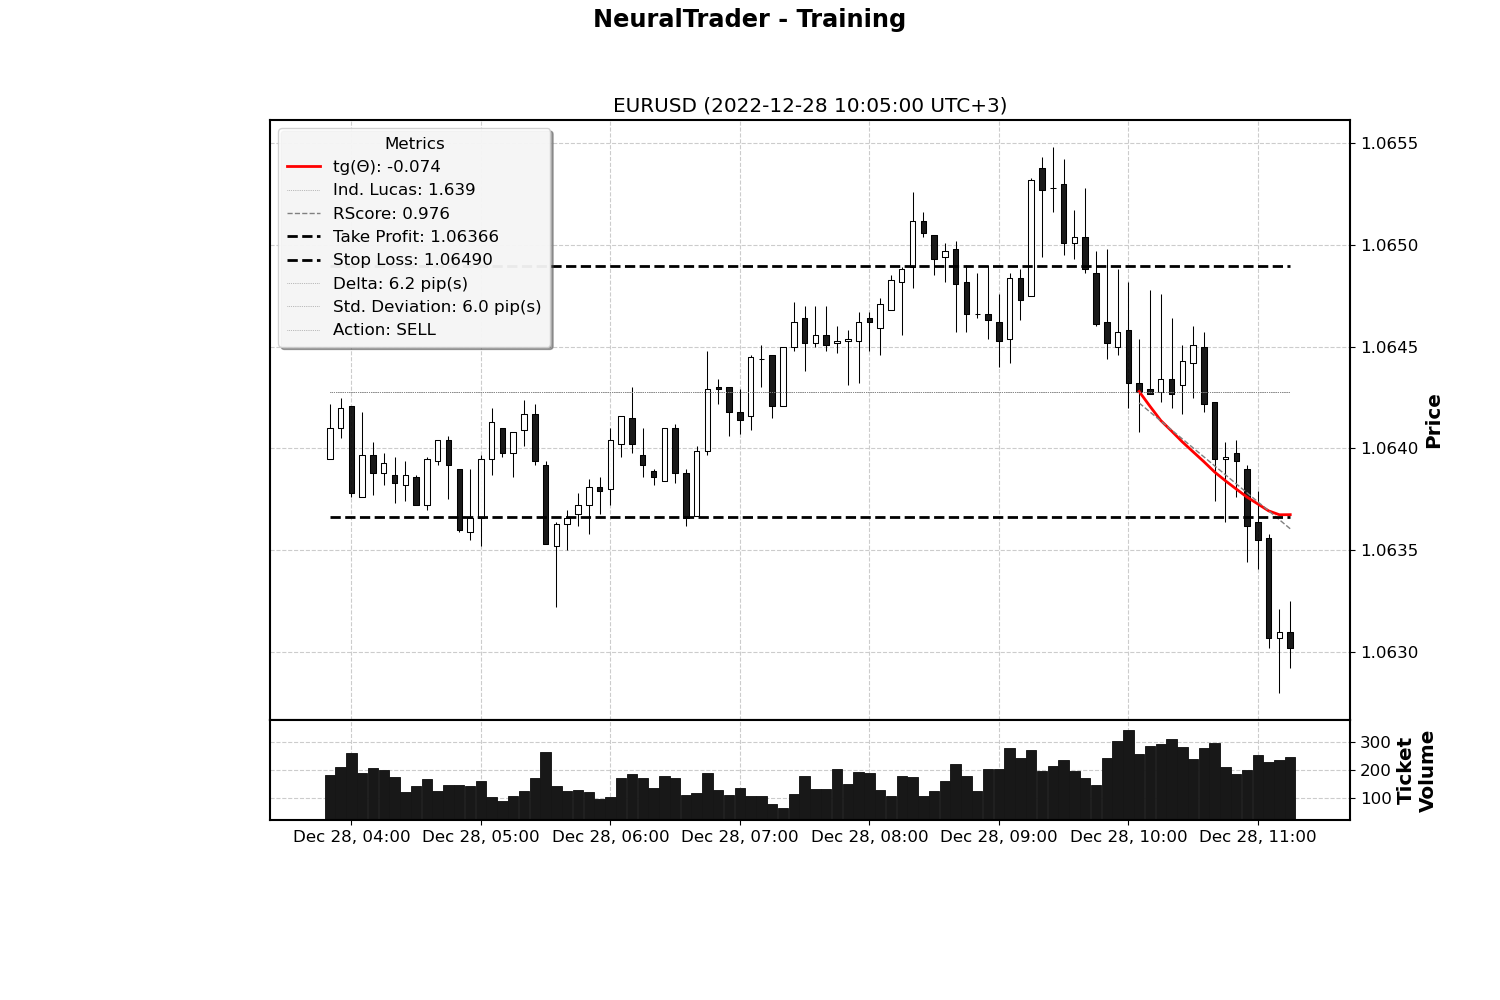 NeuralTrader - Training
EURUSD (2022-12-28 10:05:00 UTC+3)
Metrics
tg(Θ): -0.074
Ind. Lucas: 1.639
RScore: 0.976
Take Profit: 1.06366
Stop Loss: 1.06490
Delta: 6.2 pip(s)
Std. Deviation: 6.0 pip(s)
Action: SELL
1.0655
1.0650
1.0645
1.0640
1.0635
1.0630
Price
300
200
100
Ticket
Volume
Dec 28, 04:00 Dec 28, 05:00 Dec 28, 06:00 Dec 28, 07:00 Dec 28, 08:00 Dec 28, 09:00 Dec 28, 10:00 Dec 28, 11:00